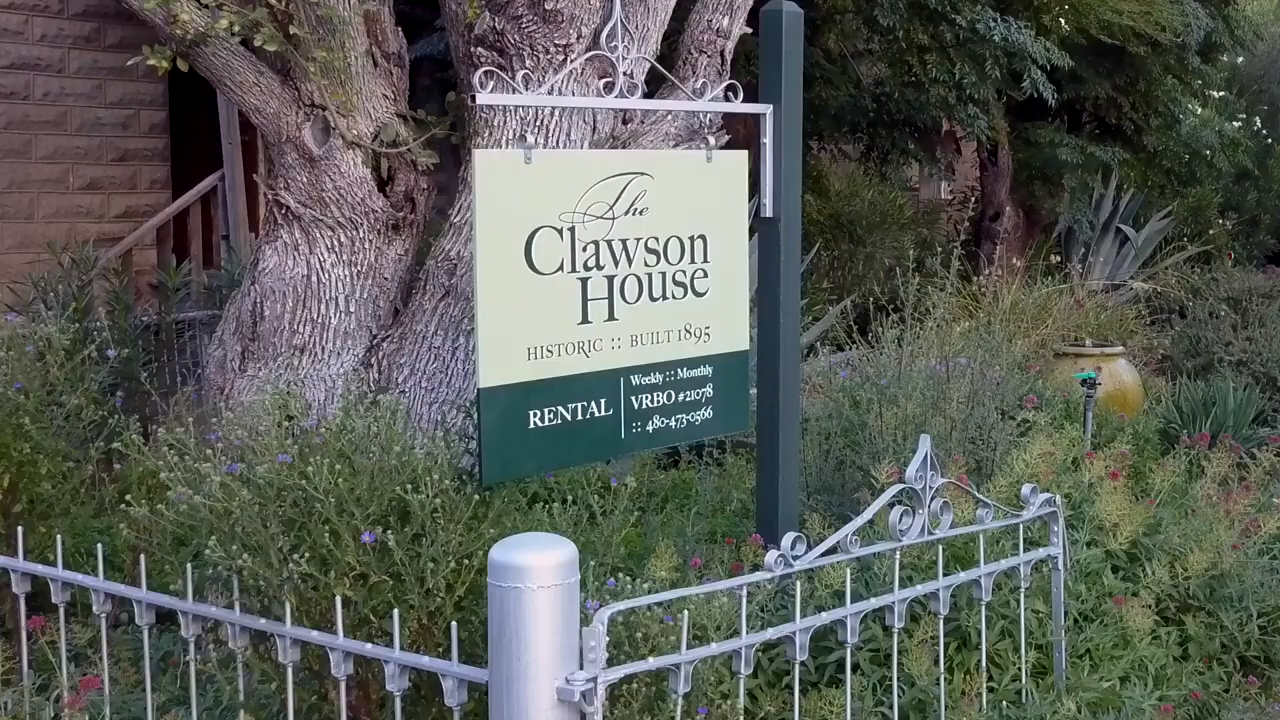 The
Clawson
House
HISTORIC :: BUILT 1895
RENTAL
Weekly :: Monthly
VRBO #21078
:: 480-473-0566